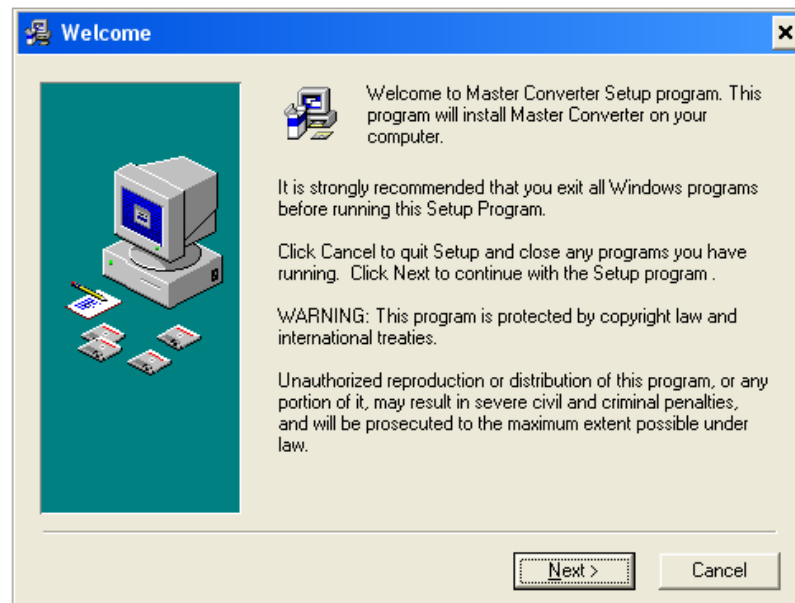 Welcome
Welcome to Master Converter Setup program. This
program will install Master Converter on your
computer.
It is strongly recommended that you exit all Windows programs
before running this Setup Program.
Click Cancel to quit Setup and close any programs you have
running.  Click Next to continue with the Setup program .
WARNING: This program is protected by copyright law and
international treaties.
Unauthorized reproduction or distribution of this program, or any
portion of it, may result in severe civil and criminal penalties,
and will be prosecuted to the maximum extent possible under
law.
Next >
Cancel